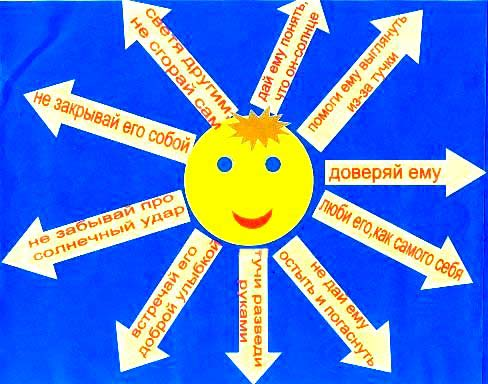 светя другим,
не сгорай сам
дай ему понять,
что он-солнце
помоги ему выглянуть
из-за тучки
доверяй ему
люби его,как самого себя
не дай ему
остыть и погаснуть
тучи разведи
руками
встречай его
доброй улыбкой
не забывай про
солнечный удар
не закрывай его собой